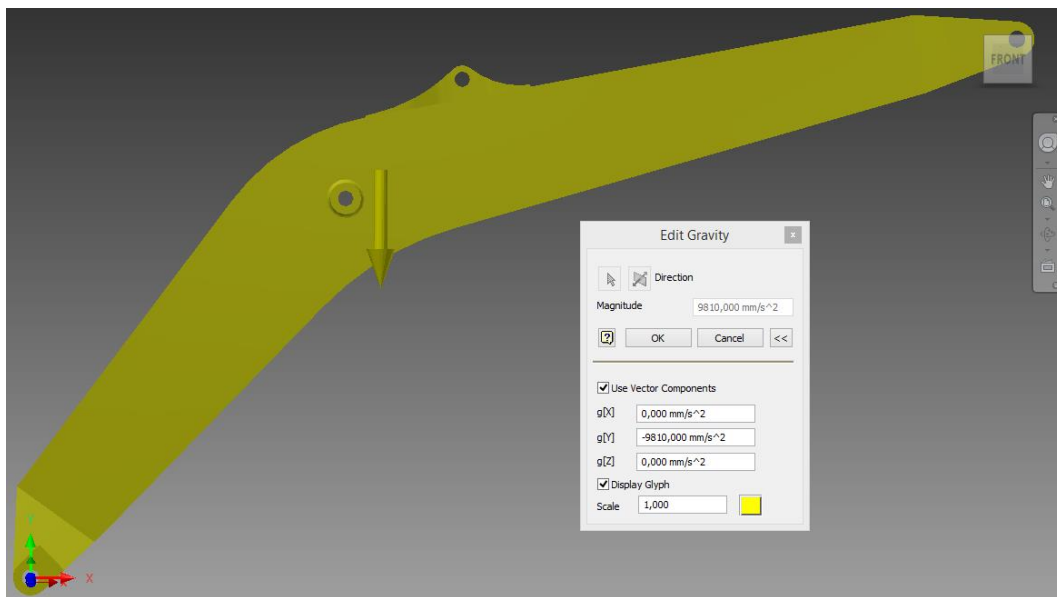 FRONT
Edit Gravity
x
Direction
Magnitude
9810,000 mm/s^2
OK
Cancel
<<
Use Vector Components
g[X]
0,000 mm/s^2
g[Y]
-9810,000 mm/s^2
g[Z]
0,000 mm/s^2
Display Glyph
Scale
1,000
X